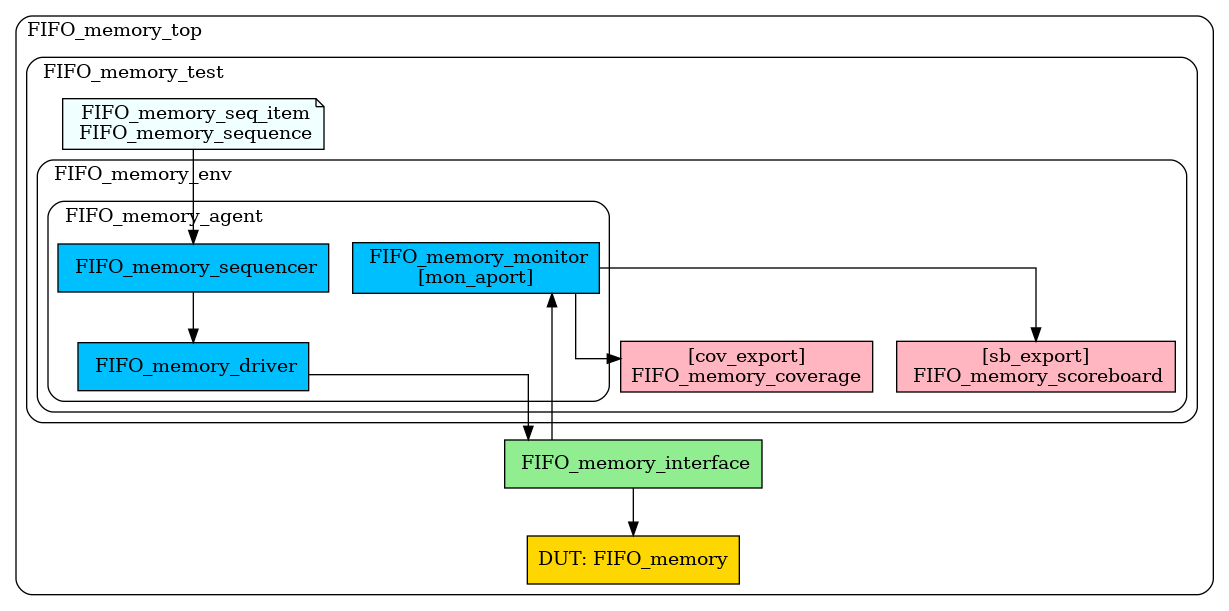 FIFO_memory_top
FIFO_memory_test
FIFO_memory_seq_item
FIFO_memory_sequence
FIFO_memory_env
FIFO_memory_agent
FIFO_memory_sequencer
FIFO_memory_monitor
[mon_aport]
FIFO_memory_driver
[cov_export]
FIFO_memory_coverage
[sb_export]
FIFO_memory_scoreboard
FIFO_memory_interface
DUT: FIFO_memory